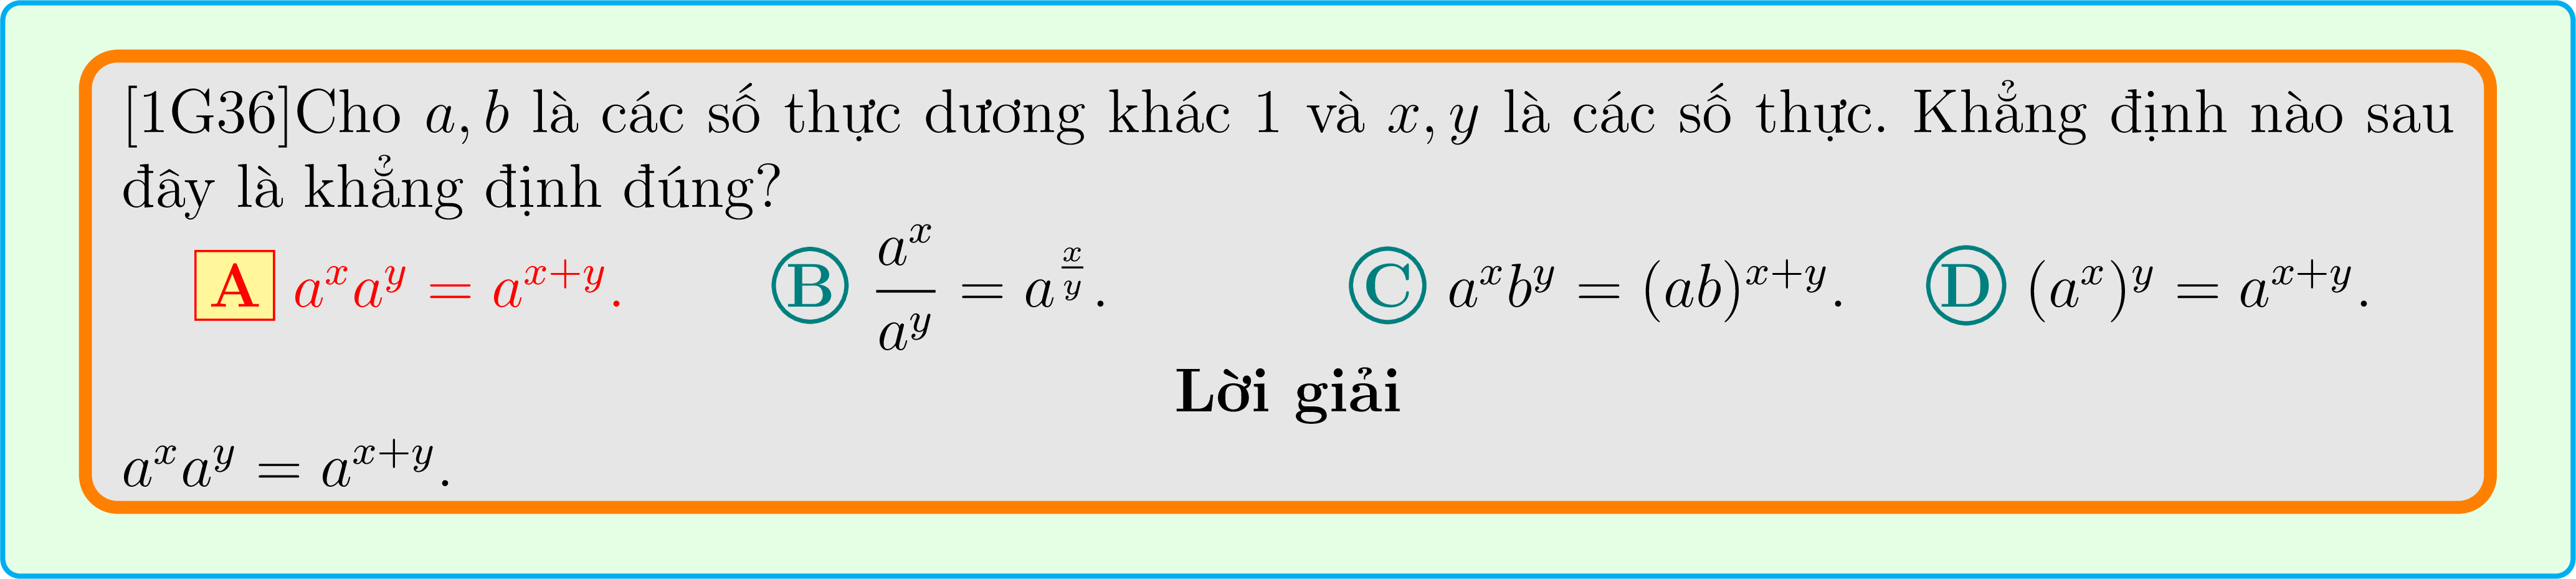 [1G36]Cho a, b là các số thực dương khác 1 và x, y là các số thực. Khẳng định nào sau
đây là khẳng định đúng?
A $a^x a^y = a^{x+y}$. B $\dfrac{a^x}{a^y} = a^{\frac{x}{y}}$. C $a^x b^y = (ab)^{x+y}$. D $(a^x)^y = a^{x+y}$.
Lời giải
$a^x a^y = a^{x+y}$.